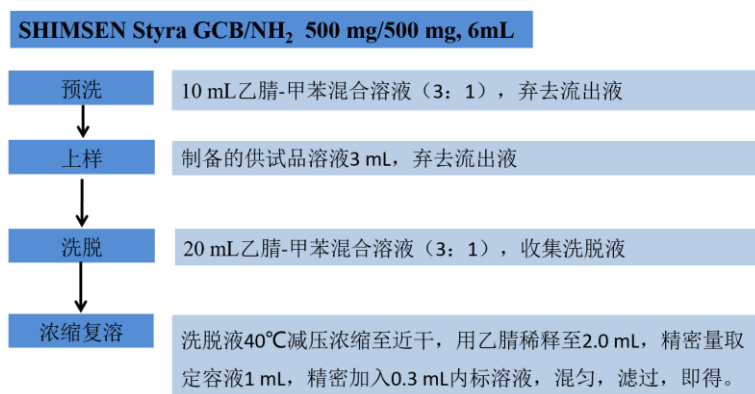 SHIMSEN Styra GCB/NH₂ 500 mg/500 mg, 6mL
预洗
10 mL乙腈-甲苯混合溶液（3：1），弃去流出液
上样
制备的供试品溶液3 mL，弃去流出液
洗脱
20 mL乙腈-甲苯混合溶液（3：1），收集洗脱液
浓缩复溶
洗脱液40℃减压浓缩至近干，用乙腈稀释至2.0 mL，精密量取
定容液1 mL，精密加入0.3 mL内标溶液，混匀，滤过，即得。